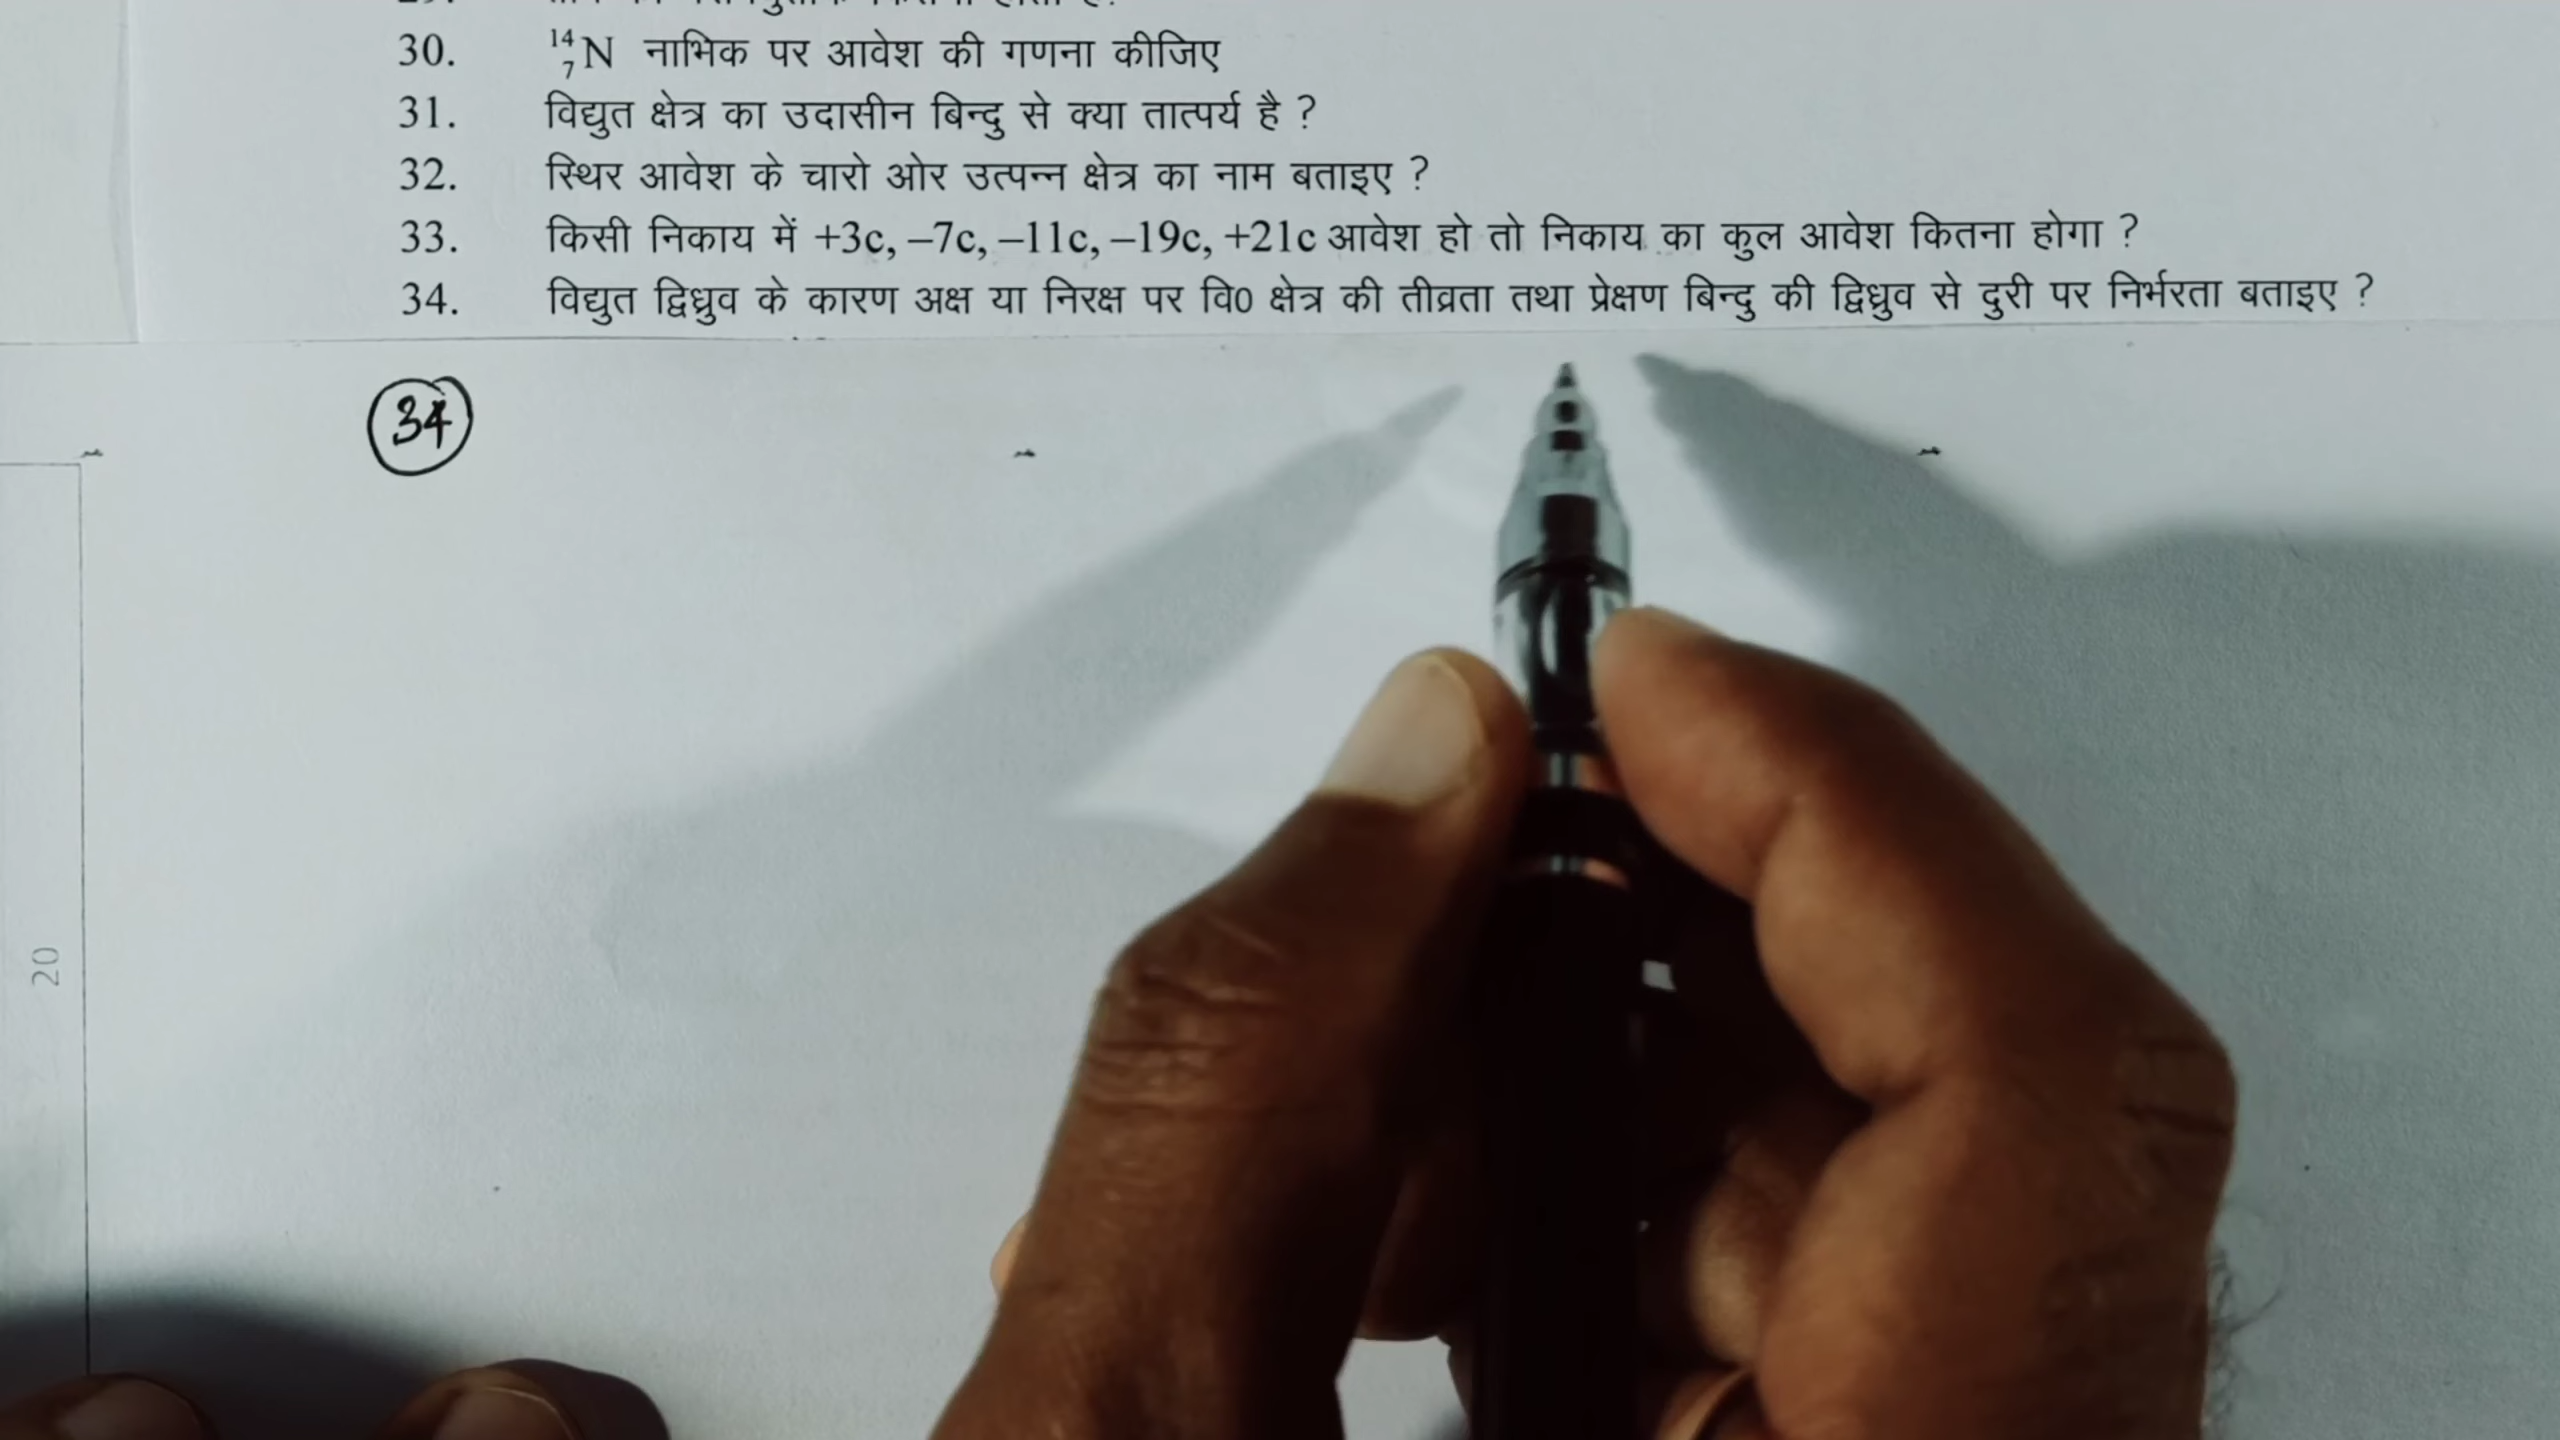 30. ¹⁴₇N नाभिक पर आवेश की गणना कीजिए
31. विद्युत क्षेत्र का उदासीन बिन्दु से क्या तात्पर्य है ?
32. स्थिर आवेश के चारो ओर उत्पन्न क्षेत्र का नाम बताइए ?
33. किसी निकाय में +3c, –7c, –11c, –19c, +21c आवेश हो तो निकाय का कुल आवेश कितना होगा ?
34. विद्युत द्विध्रुव के कारण अक्ष या निरक्ष पर वि0 क्षेत्र की तीव्रता तथा प्रेक्षण बिन्दु की द्विध्रुव से दुरी पर निर्भरता बताइए ?
34
20